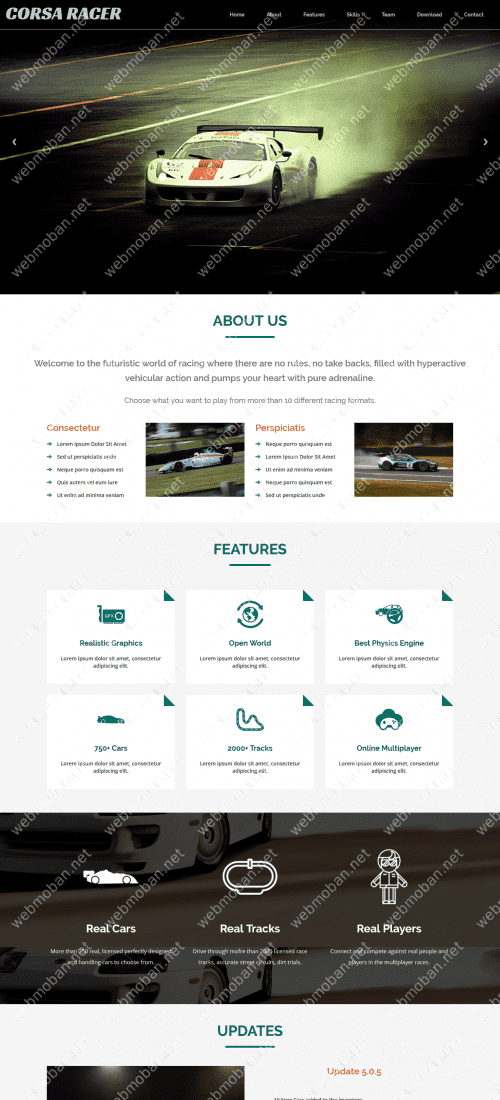 CORSA RACER
Home About Features Skills Team Download Contact
ABOUT US
Welcome to the futuristic world of racing where there are no rules, no take backs, filled with hyperactive
vehicular action and pumps your heart with pure adrenaline.
Choose what you want to play from more than 10 different racing formats.
Consectetur
Lorem Ipsum Dolor Sit Amet
Sed ut perspiciatis unde
Neque porro quisquam est
Quis autem vel eum iure
Ut enim ad minima veniam
Perspiciatis
Neque porro quisquam est
Lorem Ipsum Dolor Sit Amet
Ut enim ad minima veniam
Neque porro quisquam est
Sed ut perspiciatis unde
FEATURES
GFX
Realistic Graphics
Lorem ipsum dolor sit amet, consectetur
adipiscing elit.
Open World
Lorem ipsum dolor sit amet, consectetur
adipiscing elit.
Best Physics Engine
Lorem ipsum dolor sit amet, consectetur
adipiscing elit.
750+ Cars
Lorem ipsum dolor sit amet, consectetur
adipiscing elit.
2000+ Tracks
Lorem ipsum dolor sit amet, consectetur
adipiscing elit.
Online Multiplayer
Lorem ipsum dolor sit amet, consectetur
adipiscing elit.
Real Cars
More than 750 real, licensed perfectly designed
and handling cars to choose from.
Real Tracks
Drive through mofre than 2000 licensed race
tracks, accurate street circuits, dirt trials.
Real Players
Connect and compete against real people and
players in the multiplayer races.
UPDATES
Update 5.0.5
webmoban.net